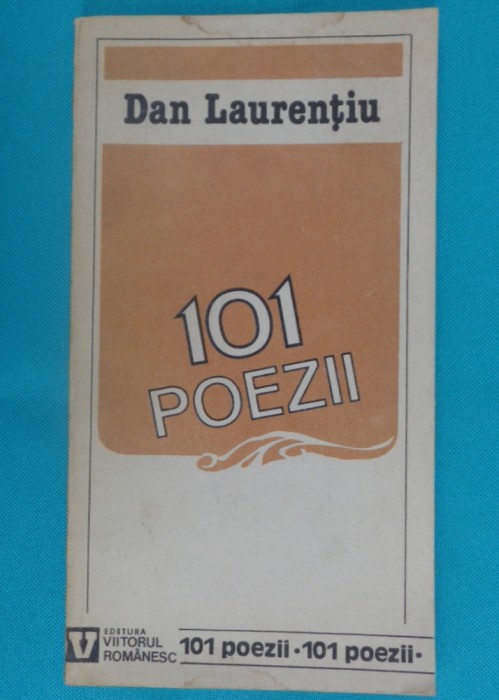 Dan Laurențiu
101
POEZII
V
EDITURA
VIITORUL
ROMÂNESC
101 poezii • 101 poezii •